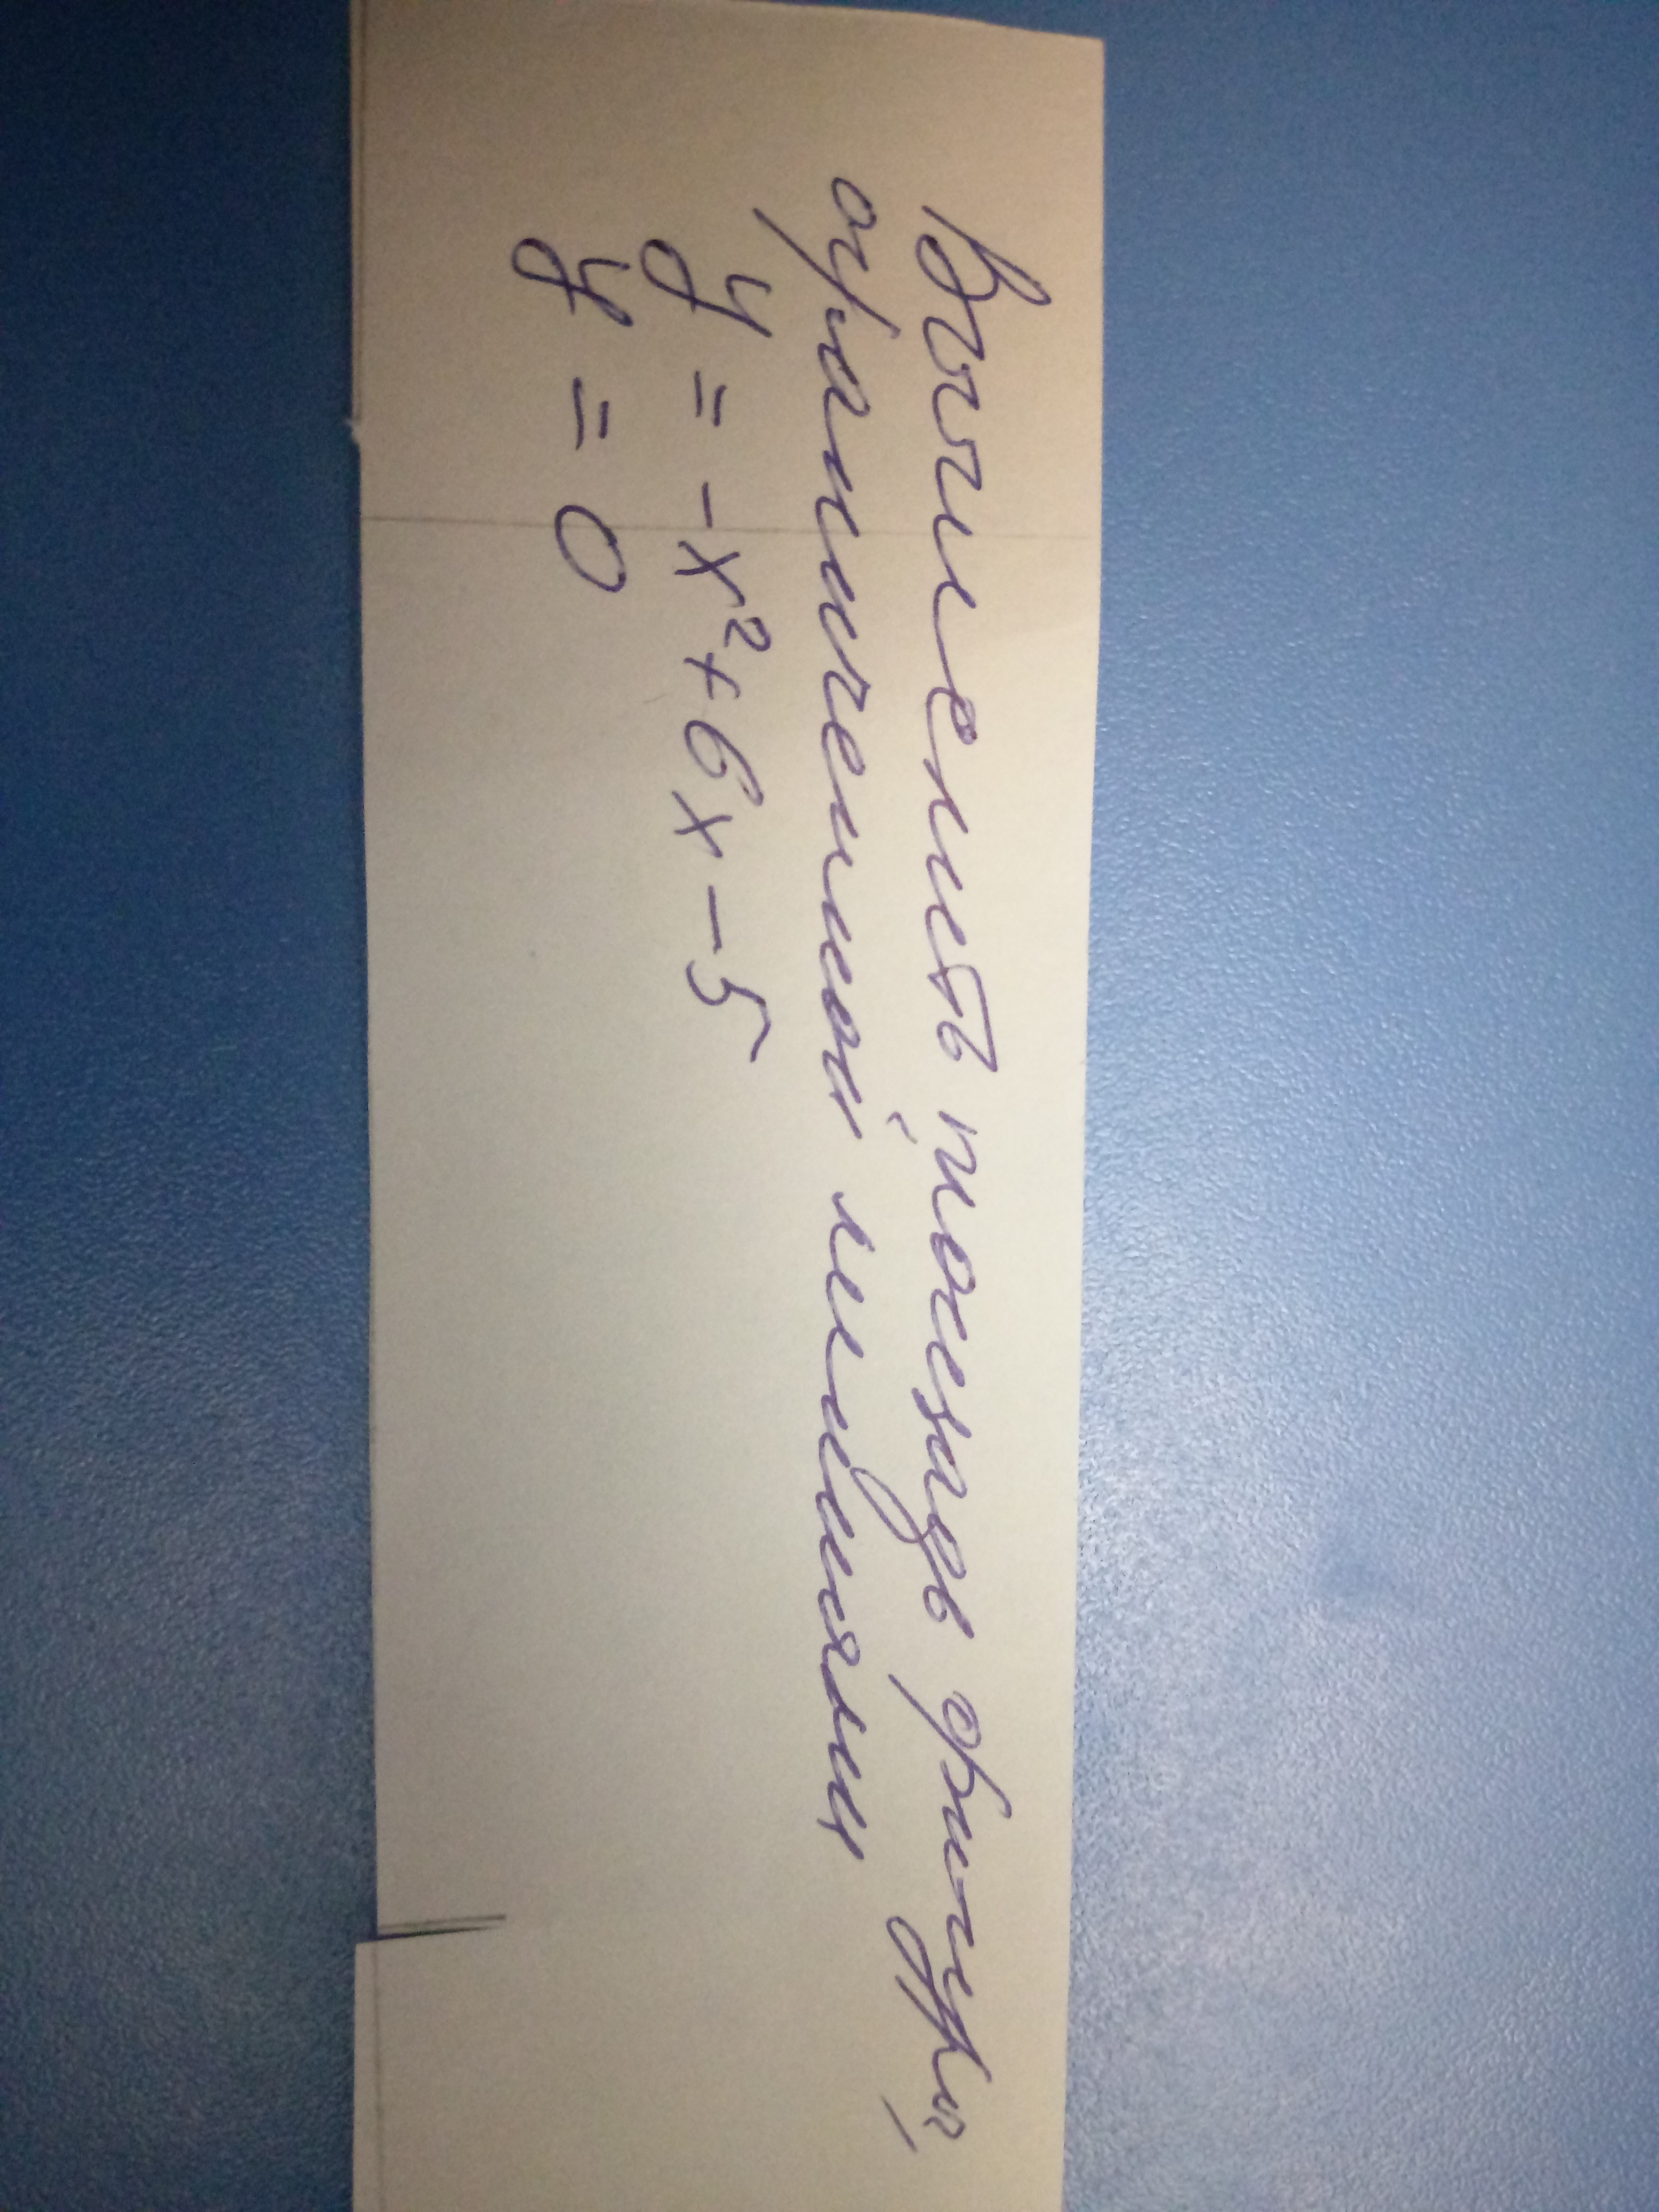 Вычислить площадь фигуры,
ограниченной линиями
y = -x²+6x-5
y = 0